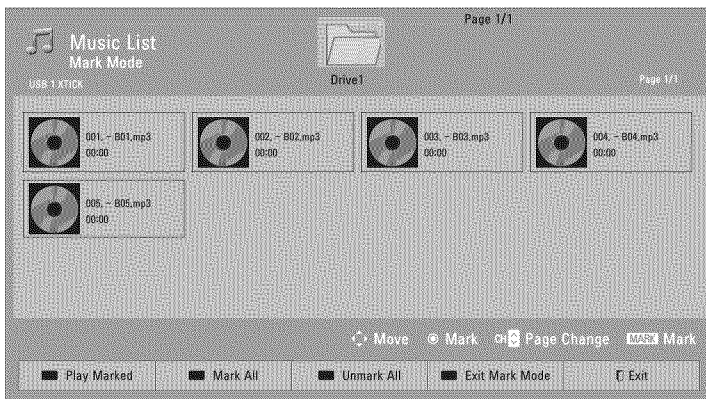 Page 1/1
Music List
Mark Mode
USB 1 XTICK
Drive1
Page 1/1
001. - B01.mp3
00:00
002. - B02.mp3
00:00
003. - B03.mp3
00:00
004. - B04.mp3
00:00
005. - B05.mp3
00:00
Move Mark CH Page Change MARK Mark
Play Marked Mark All Unmark All Exit Mark Mode Exit